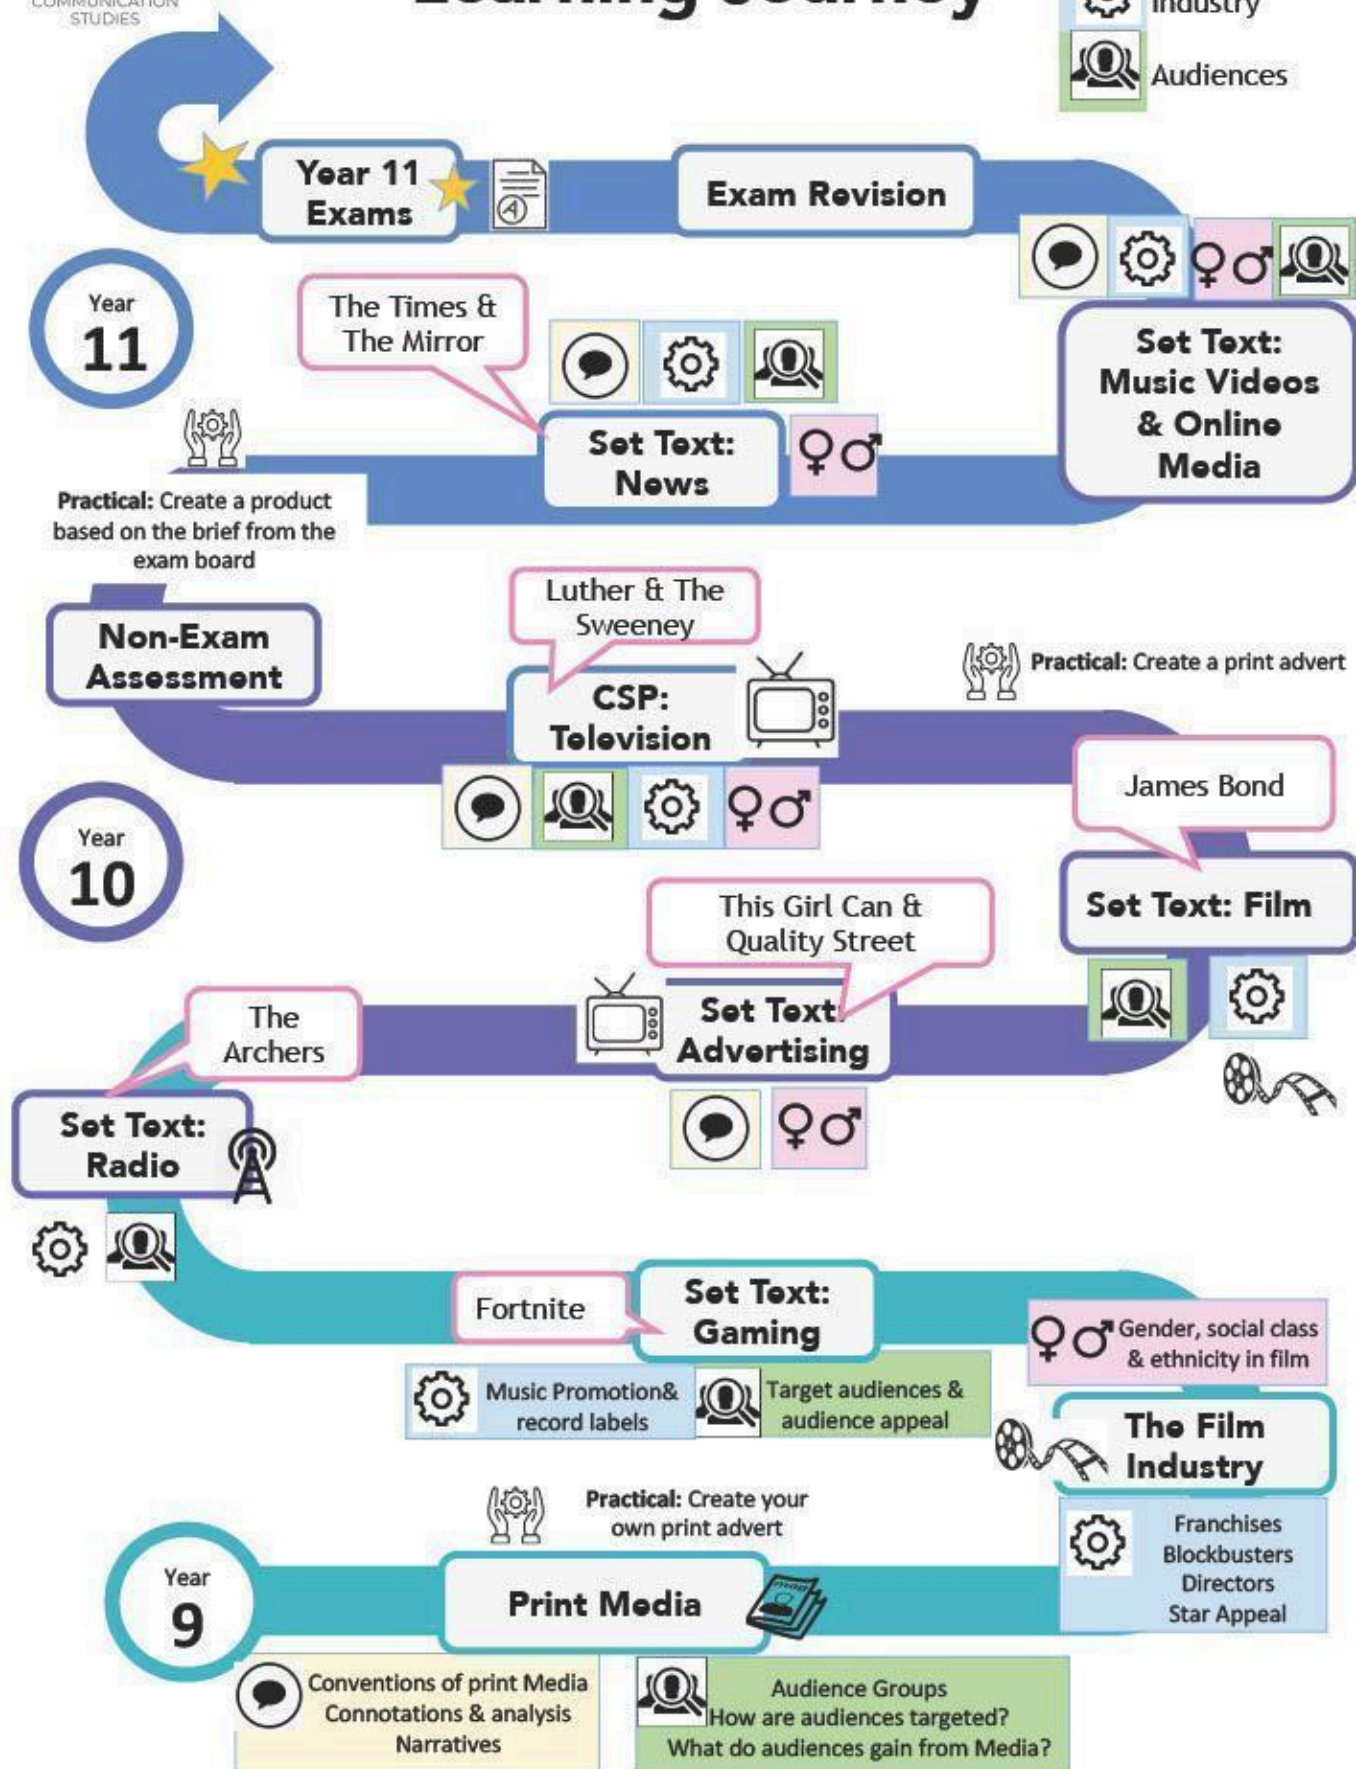 COMMUNICATION
STUDIES
Learning Journey
Industry
Audiences
Year 11
Exams
Exam Revision
Year
11
The Times &
The Mirror
Set Text:
Music Videos
& Online
Media
Set Text:
News
Practical: Create a product
based on the brief from the
exam board
Non-Exam
Assessment
Luther & The
Sweeney
CSP:
Television
Practical: Create a print advert
James Bond
Year
10
Set Text: Film
This Girl Can &
Quality Street
Set Text:
Advertising
The
Archers
Set Text:
Radio
Fortnite
Set Text:
Gaming
Gender, social class
& ethnicity in film
Music Promotion&
record labels
Target audiences &
audience appeal
The Film
Industry
Practical: Create your
own print advert
Franchises
Blockbusters
Directors
Star Appeal
Year
9
Print Media
Conventions of print Media
Connotations & analysis
Narratives
Audience Groups
How are audiences targeted?
What do audiences gain from Media?